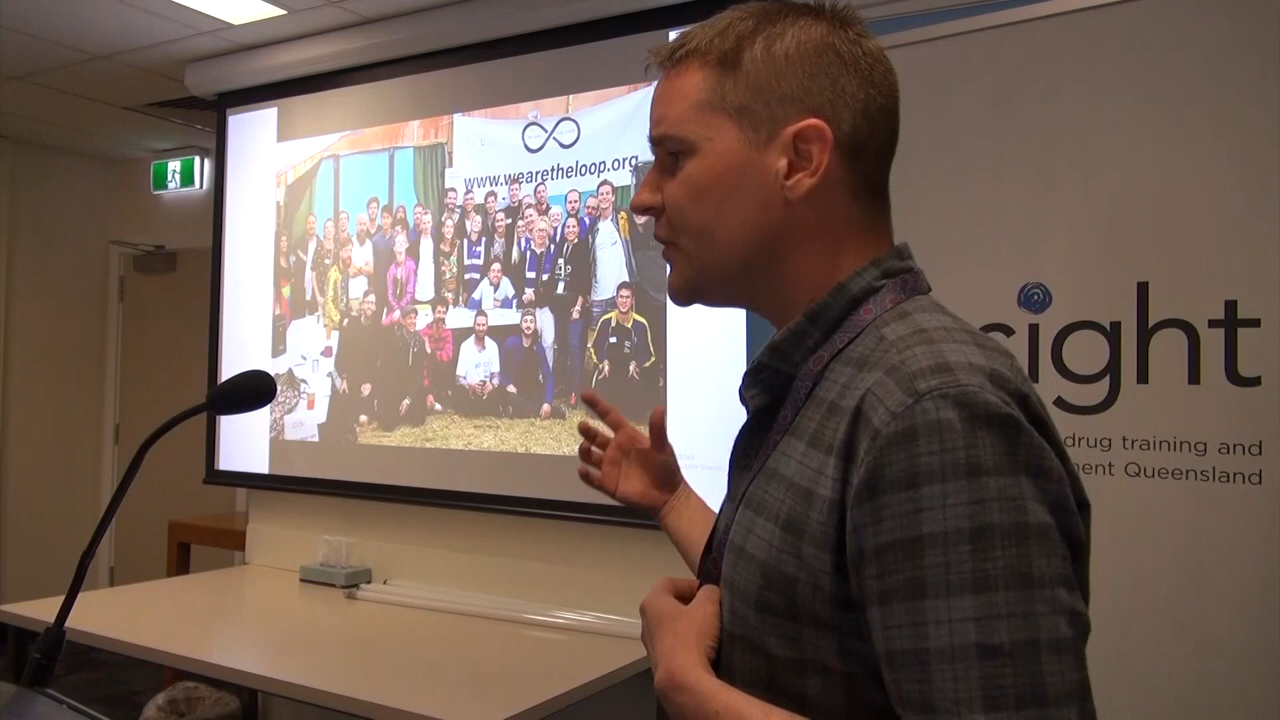 www.wearetheloop.org
sight
drug training and
ment Queensland